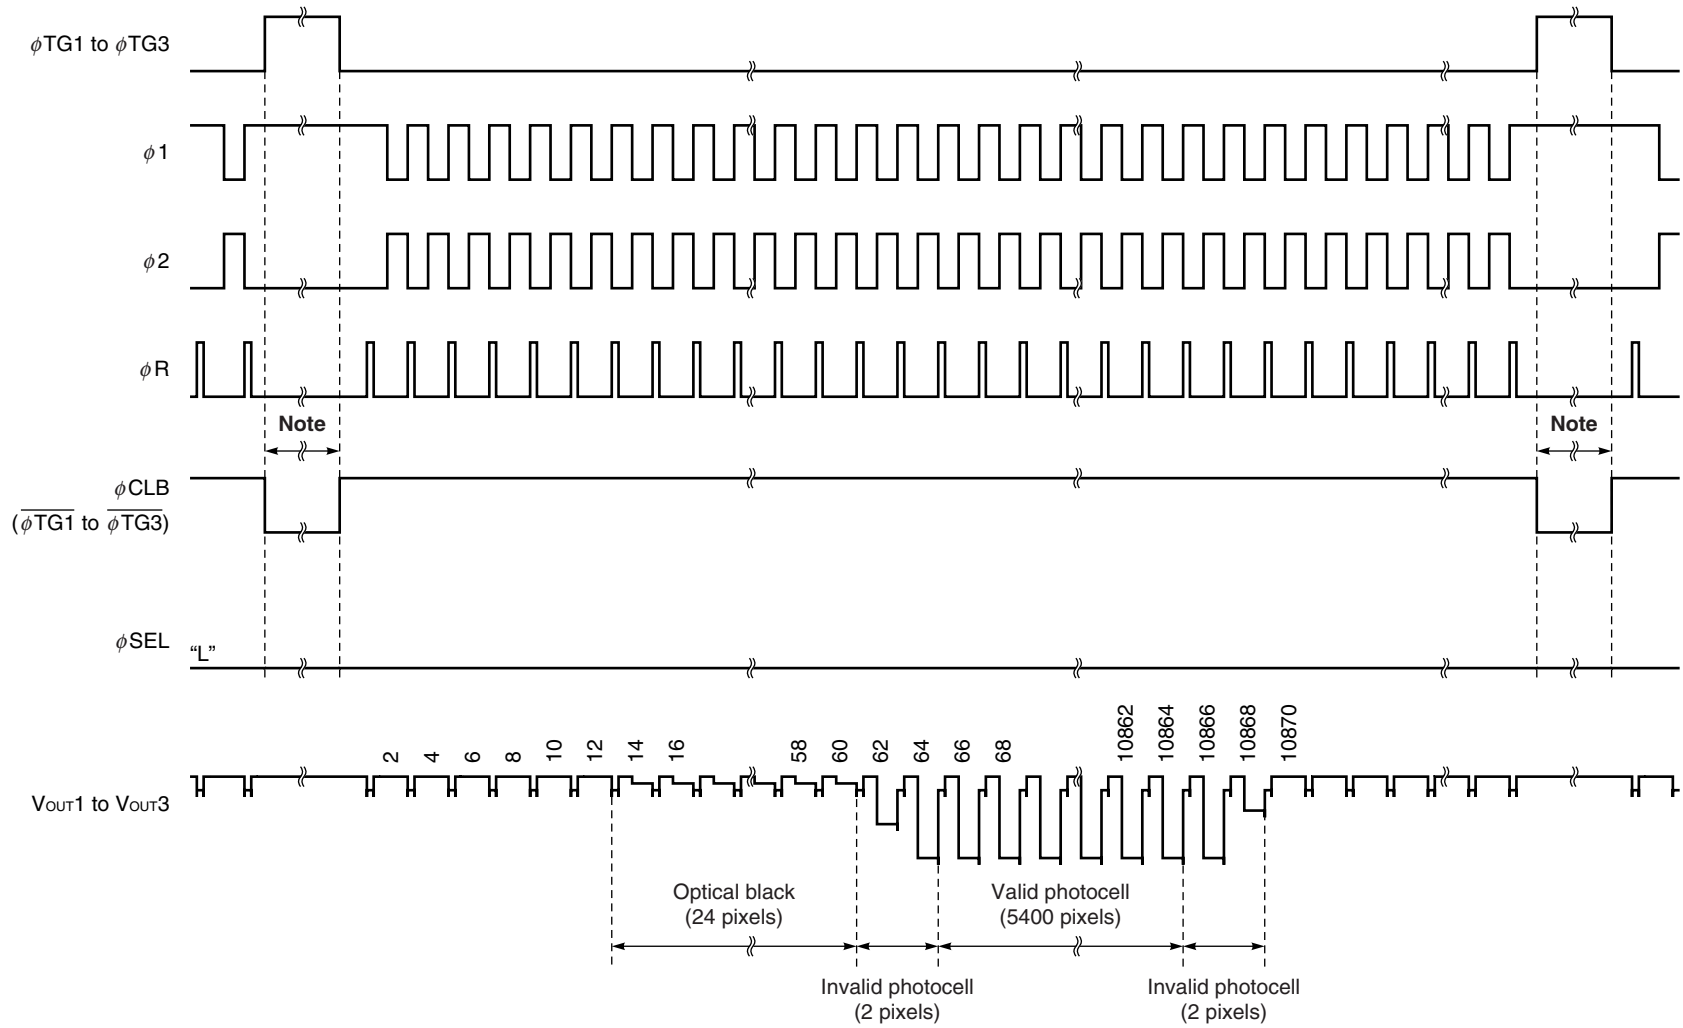 ϕTG1 to ϕTG3
ϕ1
ϕ2
ϕR
Note
Note
ϕCLB
(ϕTG1 to ϕTG3)
ϕSEL
“L”
2
4
6
8
10
12
14
16
58
60
62
64
66
68
10862
10864
10866
10868
10870
VOUT1 to VOUT3
Optical black
(24 pixels)
Valid photocell
(5400 pixels)
Invalid photocell
(2 pixels)
Invalid photocell
(2 pixels)